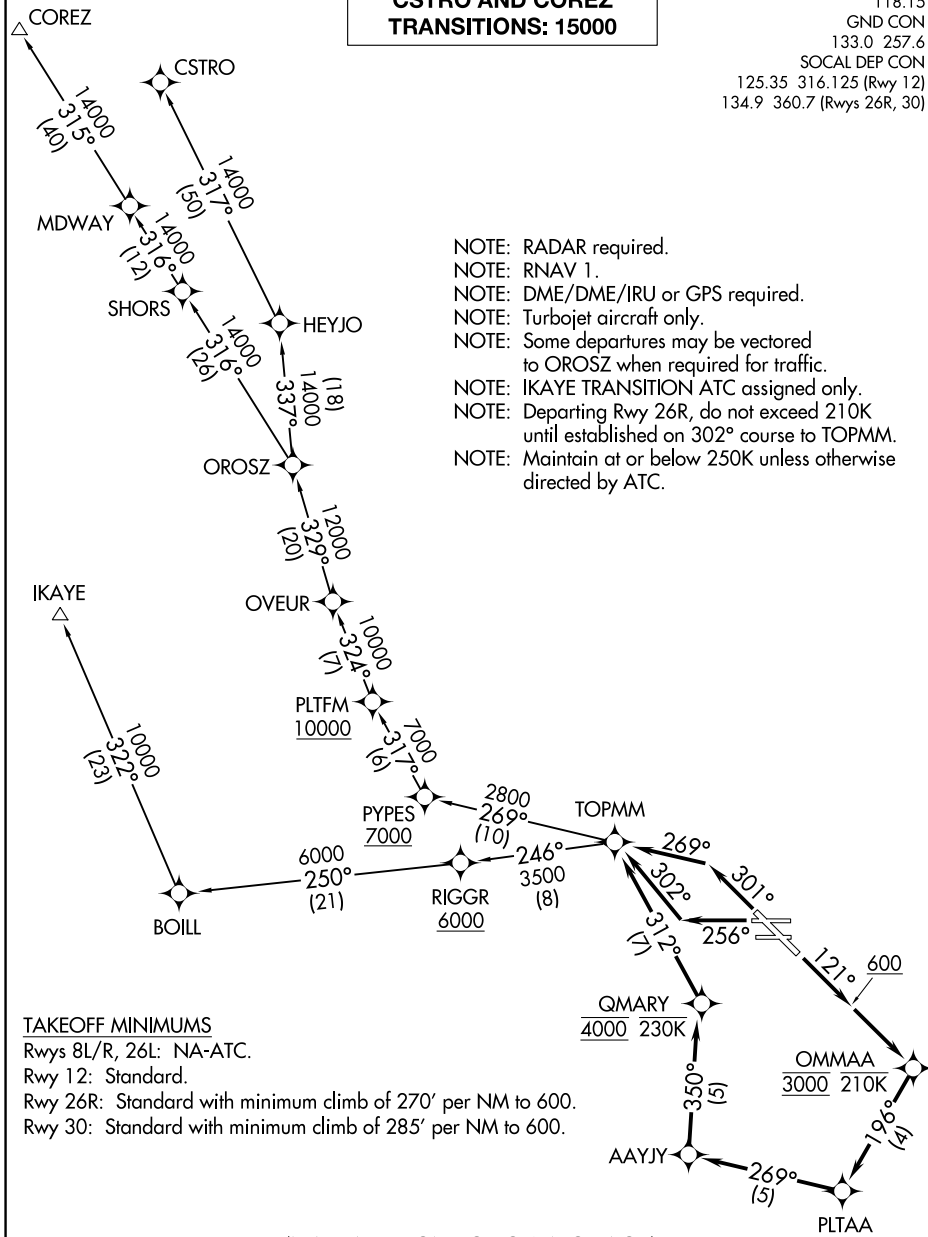 CSTRO AND COREZ
TRANSITIONS: 15000
118.15
GND CON
133.0 257.6
SOCAL DEP CON
125.35 316.125 (Rwy 12)
134.9 360.7 (Rwys 26R, 30)
COREZ
CSTRO
14000
315°
(40)
14000
317°
(50)
MDWAY
14000
316°
(12)
SHORS
HEYJO
14000
316°
(26)
(18)
14000
337°
NOTE: RADAR required.
NOTE: RNAV 1.
NOTE: DME/DME/IRU or GPS required.
NOTE: Turbojet aircraft only.
NOTE: Some departures may be vectored
to OROSZ when required for traffic.
NOTE: IKAYE TRANSITION ATC assigned only.
NOTE: Departing Rwy 26R, do not exceed 210K
until established on 302° course to TOPMM.
NOTE: Maintain at or below 250K unless otherwise
directed by ATC.
OROSZ
12000
329°
(20)
IKAYE
OVEUR
10000
324°
(7)
PLTFM
10000
10000
322°
(23)
7000
317°
(6)
PYPES
7000
2800
269°
(10)
TOPMM
6000
250°
(21)
246°
3500
(8)
RIGGR
6000
BOILL
269°
301°
302°
256°
312°
(7)
121°
600
QMARY
4000 230K
OMMAA
3000 210K
350°
(5)
196°
(4)
AAYJY
269°
(5)
PLTAA
TAKEOFF MINIMUMS
Rwys 8L/R, 26L: NA-ATC.
Rwy 12: Standard.
Rwy 26R: Standard with minimum climb of 270' per NM to 600.
Rwy 30: Standard with minimum climb of 285' per NM to 600.